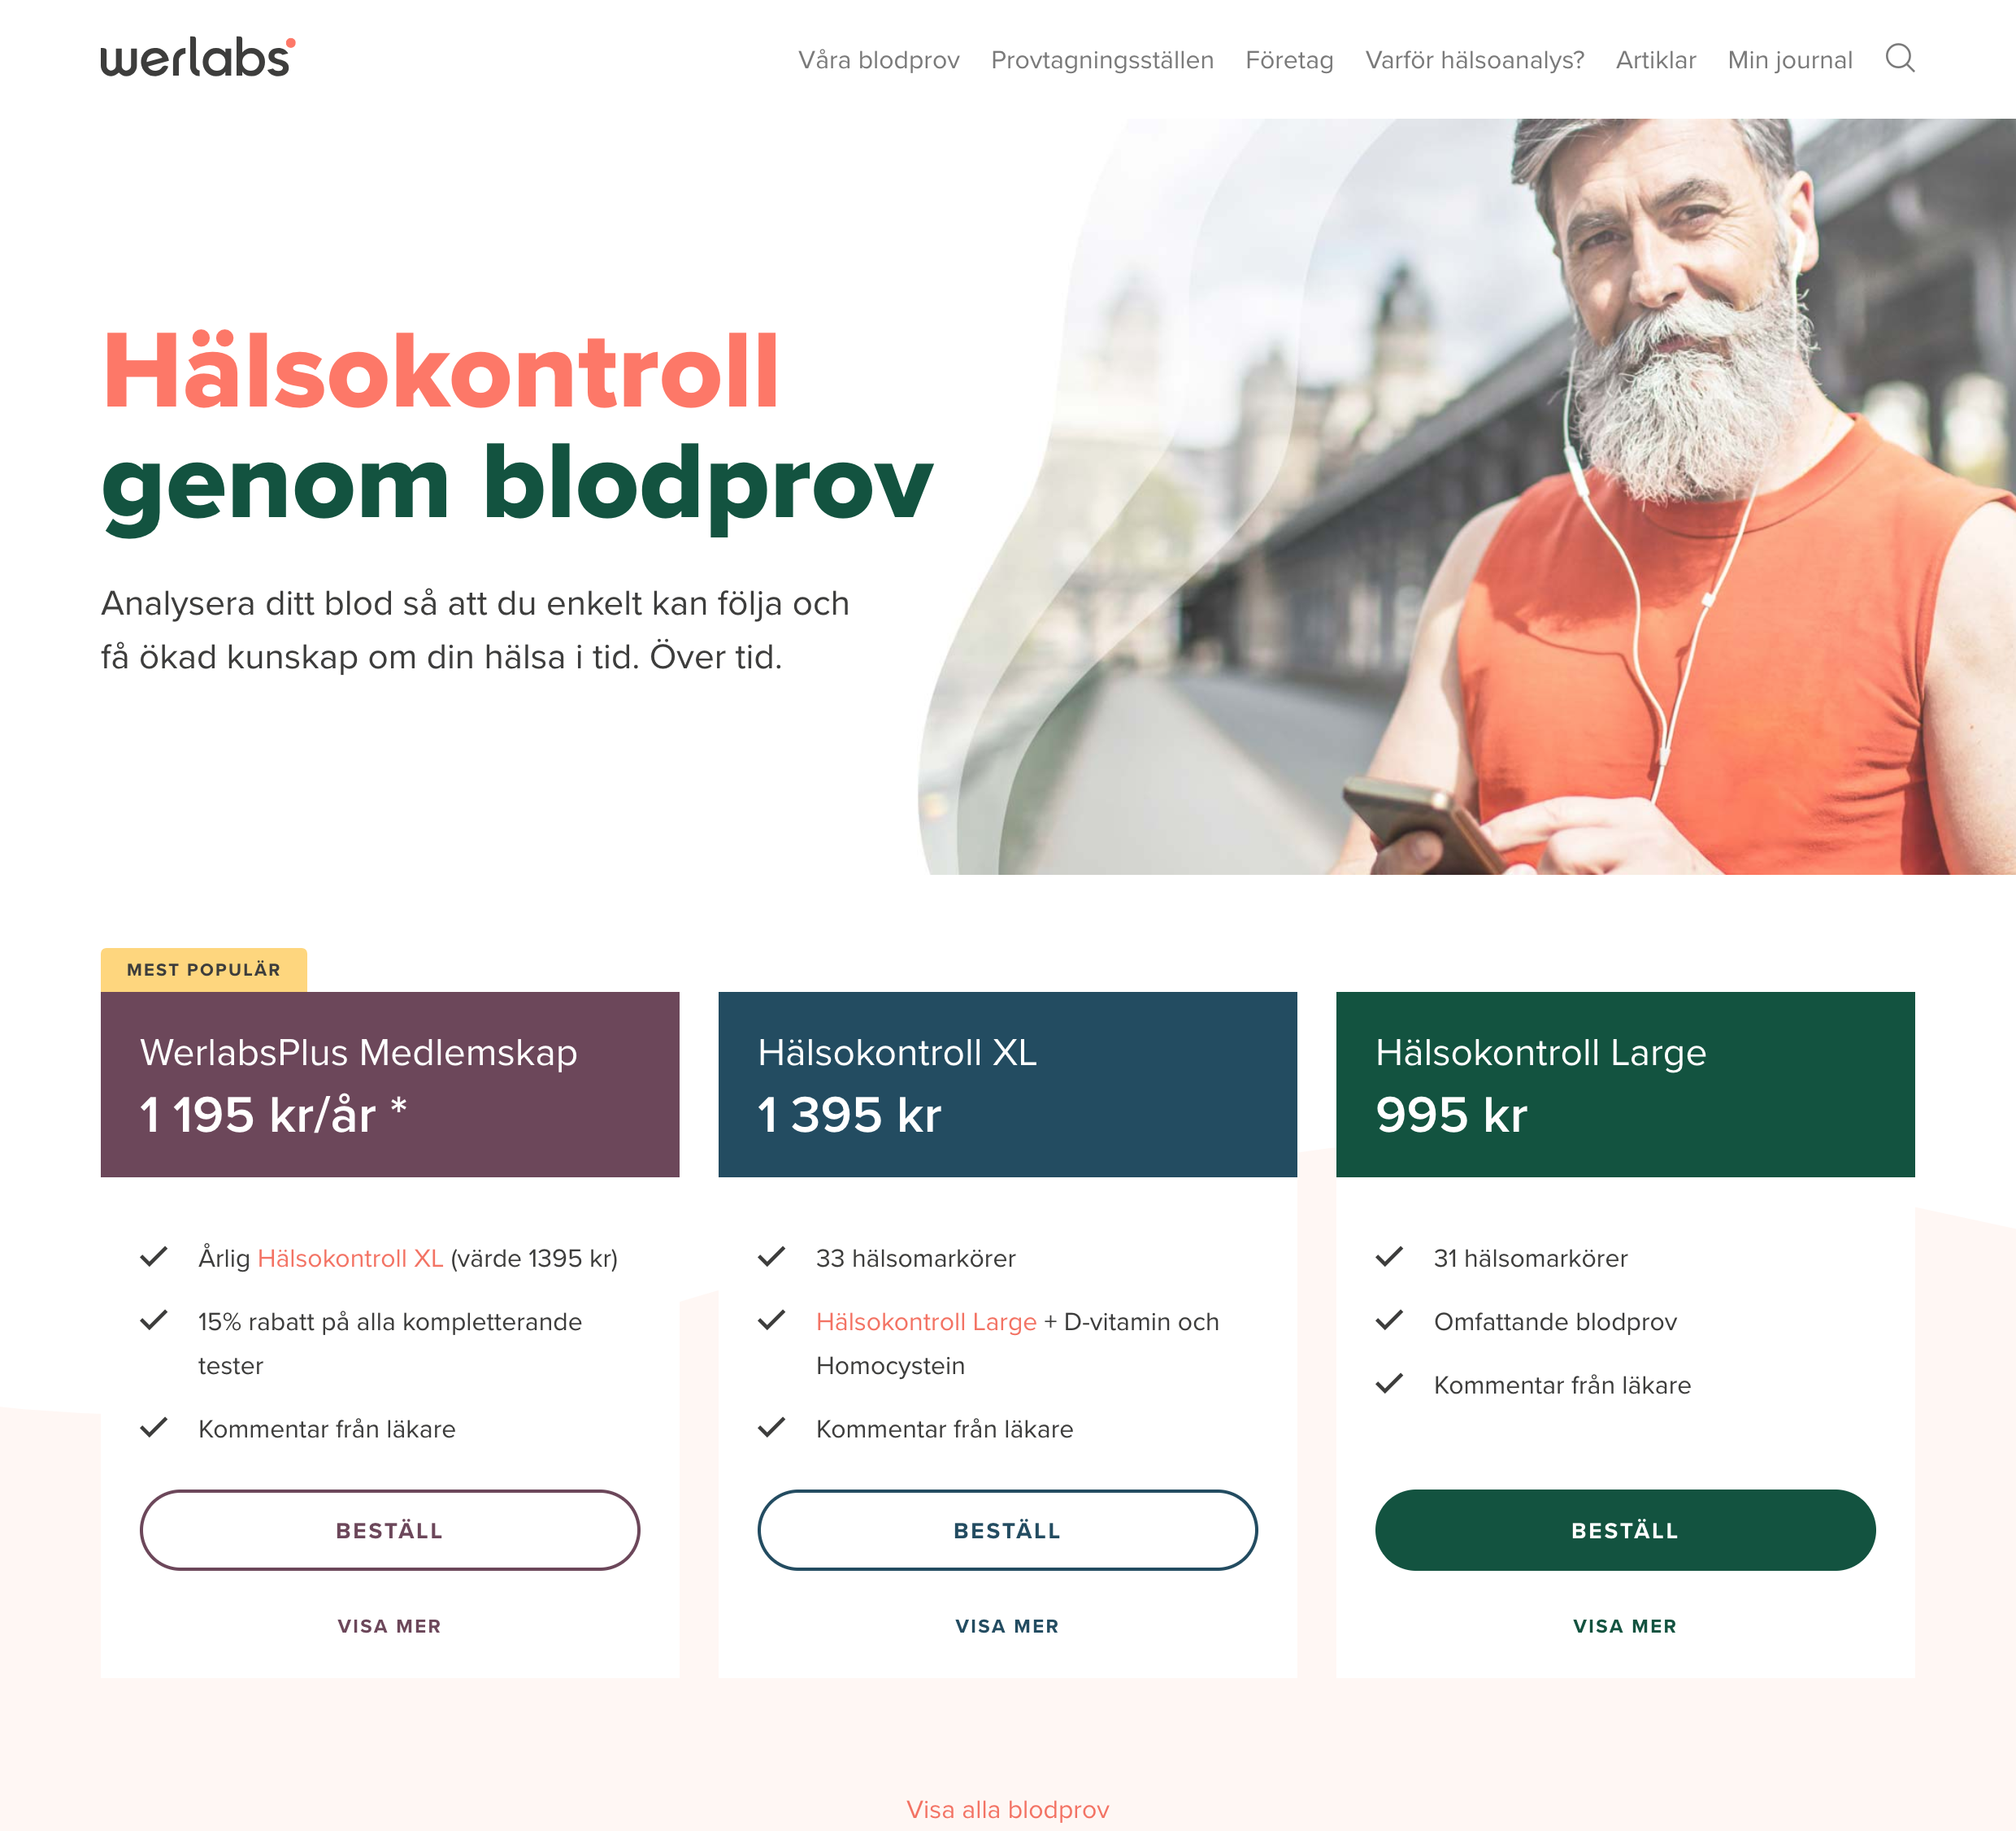 werlabs
Våra blodprov
Provtagningsställen
Företag
Varför hälsoanalys?
Artiklar
Min journal
Hälsokontroll
genom blodprov
Analysera ditt blod så att du enkelt kan följa och
få ökad kunskap om din hälsa i tid. Över tid.
MEST POPULÄR
WerlabsPlus Medlemskap
1 195 kr/år *
Årlig Hälsokontroll XL (värde 1395 kr)
15% rabatt på alla kompletterande
tester
Kommentar från läkare
BESTÄLL
VISA MER
Hälsokontroll XL
1 395 kr
33 hälsomarkörer
Hälsokontroll Large + D-vitamin och
Homocystein
Kommentar från läkare
BESTÄLL
VISA MER
Hälsokontroll Large
995 kr
31 hälsomarkörer
Omfattande blodprov
Kommentar från läkare
BESTÄLL
VISA MER
Visa alla blodprov